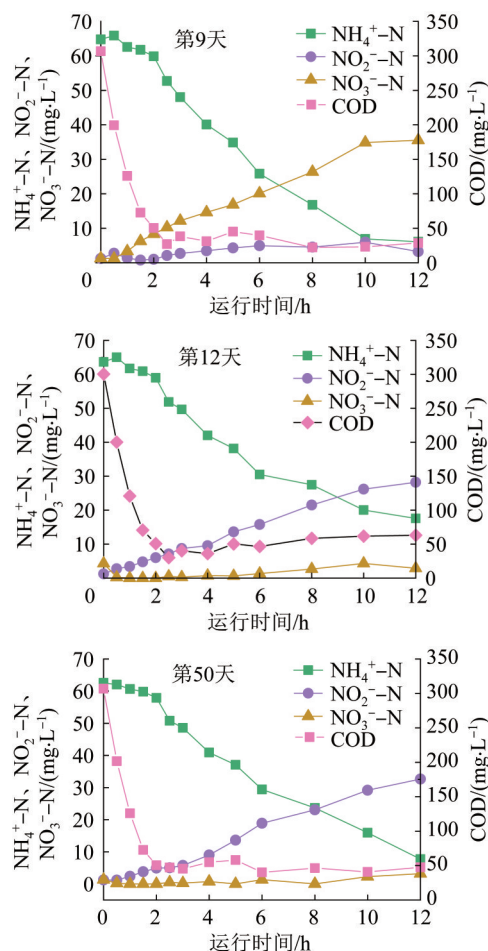 第9天
NH₄⁺–N
NO₂⁻–N
NO₃⁻–N
COD
NH₄⁺–N、NO₂⁻–N、
NO₃⁻–N/(mg·L⁻¹)
70
60
50
40
30
20
10
0
COD/(mg·L⁻¹)
350
300
250
200
150
100
50
0
0 2 4 6 8 10 12
运行时间/h
第12天
NH₄⁺–N
NO₂⁻–N
NO₃⁻–N
COD
NH₄⁺–N、NO₂⁻–N、
NO₃⁻–N/(mg·L⁻¹)
70
60
50
40
30
20
10
0
COD/(mg·L⁻¹)
350
300
250
200
150
100
50
0
0 2 4 6 8 10 12
运行时间/h
第50天
NH₄⁺–N
NO₂⁻–N
NO₃⁻–N
COD
NH₄⁺–N、NO₂⁻–N、
NO₃⁻–N/(mg·L⁻¹)
70
60
50
40
30
20
10
0
COD/(mg·L⁻¹)
350
300
250
200
150
100
50
0
0 2 4 6 8 10 12
运行时间/h